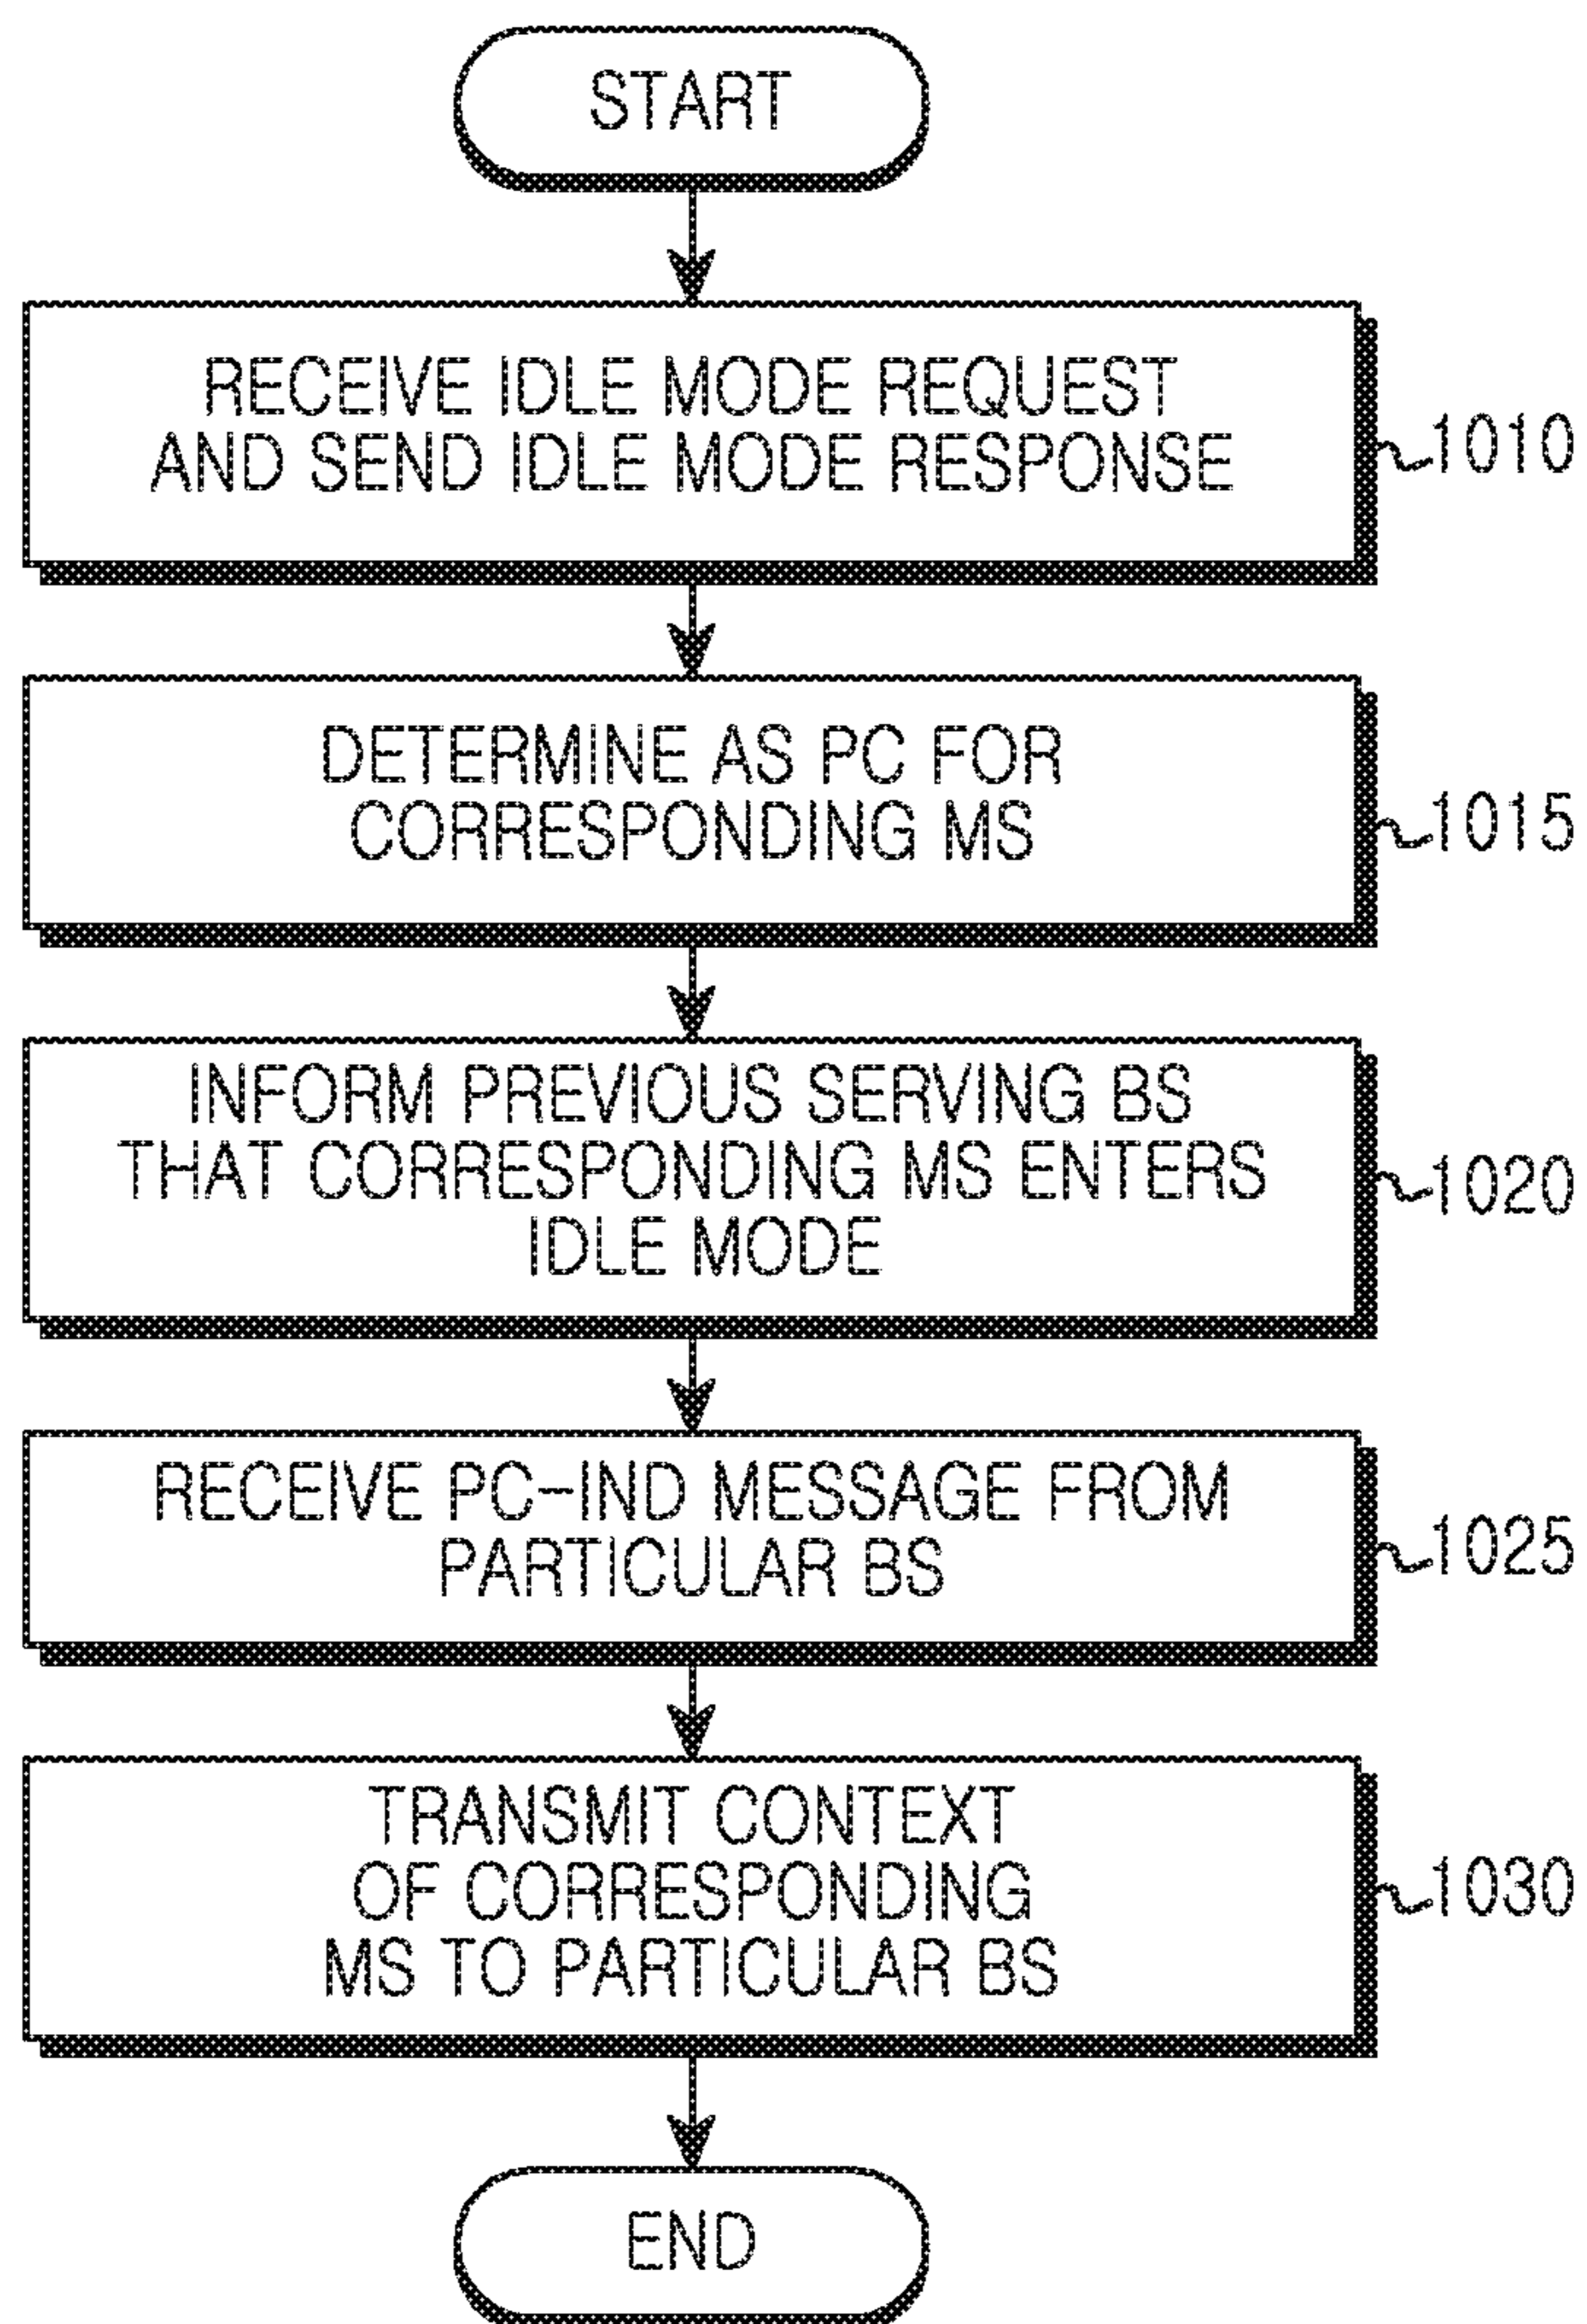 START
RECEIVE IDLE MODE REQUEST
AND SEND IDLE MODE RESPONSE
1010
DETERMINE AS PC FOR
CORRESPONDING MS
1015
INFORM PREVIOUS SERVING BS
THAT CORRESPONDING MS ENTERS
IDLE MODE
1020
RECEIVE PC-IND MESSAGE FROM
PARTICULAR BS
1025
TRANSMIT CONTEXT
OF CORRESPONDING
MS TO PARTICULAR BS
1030
END